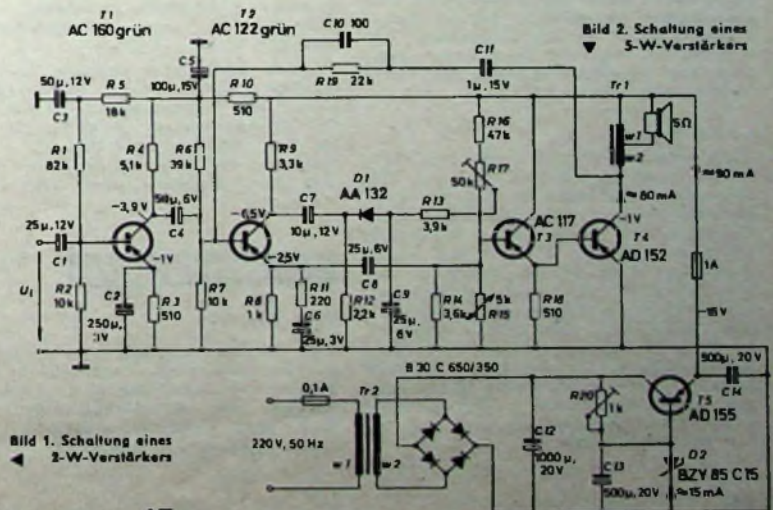 T1
AC 160 grün
T2
AC 122 grün
C10 100
Bild 2. Schaltung eines
▼ 5-W-Verstärkers
50µ, 12V
R5
18k
C3
C5
100µ, 15V
R10
510
R19 22k
C11
1µ, 15V
Tr1
w1
w2
5Ω
R1
82k
R4
5,1k
R6
39k
R9
3,3k
R16
47k
R17
50k
≈90 mA
≈80 mA
-3,9V
50µ, 6V
C4
-6,5V
C7
10µ, 12V
D1
AA 132
R13
3,9k
AC 117
T3
-1V
T4
AD 152
25µ, 12V
C1
-1V
-2,5V
25µ, 6V
C8
1A
Ui
R2
10k
C2
250µ,
3V
R3
510
R7
10k
R8
1k
R11
220
C6
25µ, 3V
R12
2,2k
C9
25µ,
6V
R14
3,6k
5k
R15
R18
510
-15V
500µ, 20V
C14
B 30 C 650/350
0,1A
Tr2
220V, 50 Hz
w1
w2
R20
1k
T5
AD 155
Bild 1. Schaltung eines
◄ 2-W-Verstärkers
C12
1000µ,
20V
C13
500µ, 20V
D2
BZY 85 C15
≈15mA